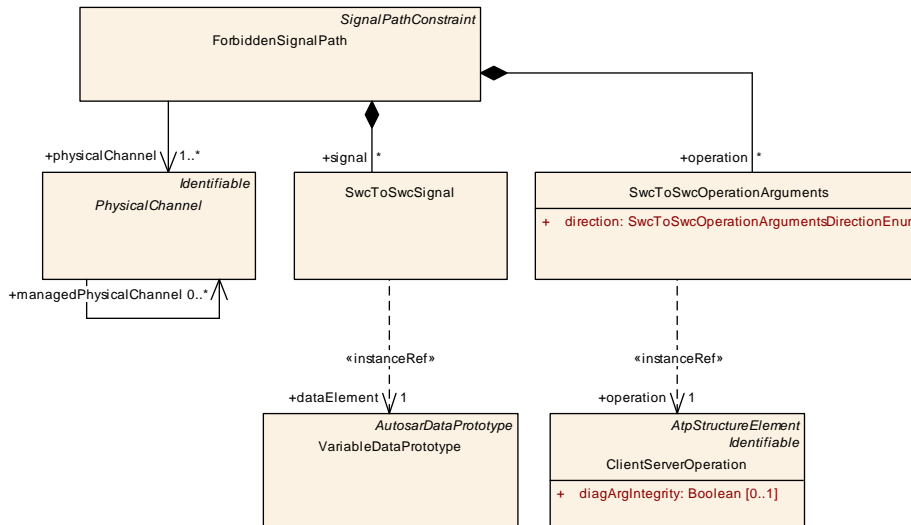 SignalPathConstraint
ForbiddenSignalPath
+physicalChannel 1..*
+signal *
+operation *
Identifiable
PhysicalChannel
SwcToSwcSignal
SwcToSwcOperationArguments
+ direction: SwcToSwcOperationArgumentsDirectionEnum
+managedPhysicalChannel 0..*
«instanceRef»
«instanceRef»
+dataElement 1
+operation 1
AutosarDataPrototype
VariableDataPrototype
AtpStructureElement
Identifiable
ClientServerOperation
+ diagArgIntegrity: Boolean [0..1]